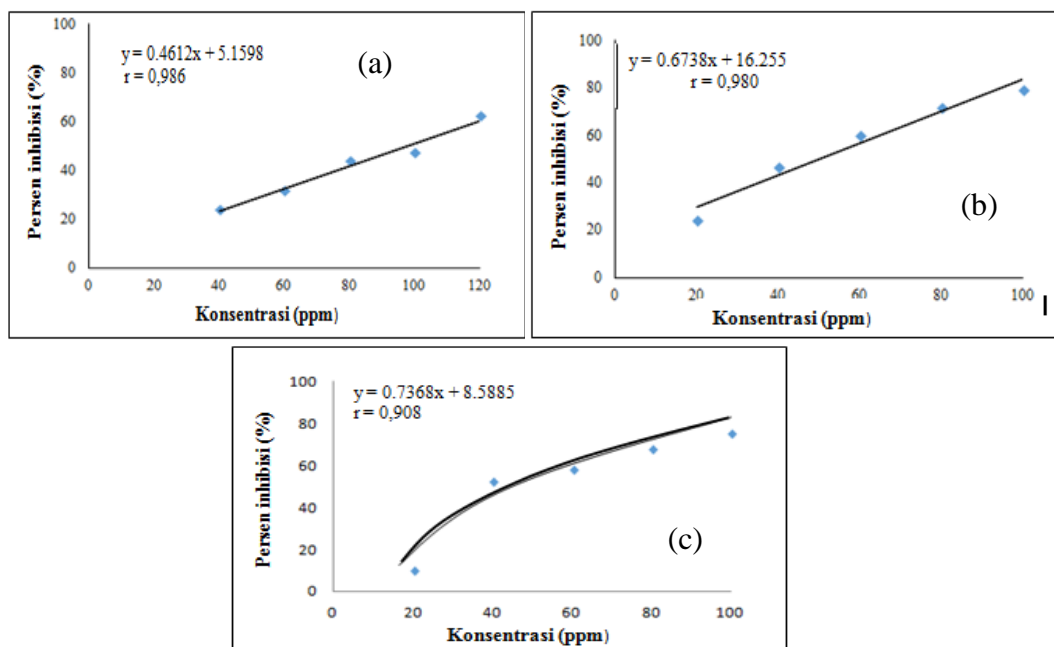 100
80
60
40
20
0
Persen inhibisi (%)
y = 0.4612x + 5.1598
r = 0,986
(a)
0 20 40 60 80 100 120
Konsentrasi (ppm)
100
80
60
40
20
0
Persen inhibisi (%)
y = 0.6738x + 16.255
r = 0,980
(b)
0 20 40 60 80 100
Konsentrasi (ppm)
100
80
60
40
20
0
Persen inhibisi (%)
y = 0.7368x + 8.5885
r = 0,908
(c)
0 20 40 60 80 100
Konsentrasi (ppm)